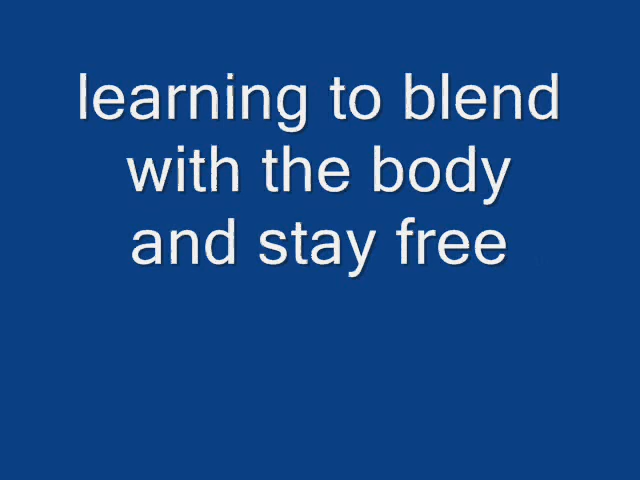 learning to blend
with the body
and stay free